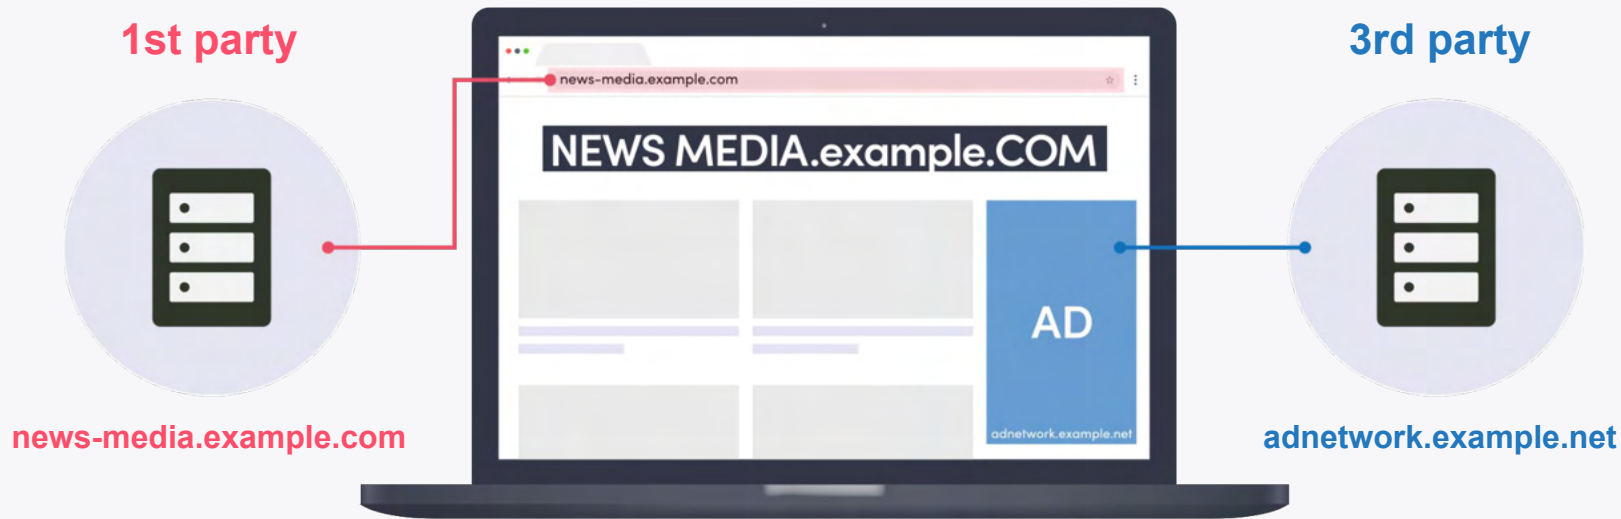 1st party
3rd party
news-media.example.com
NEWS MEDIA.example.COM
AD
adnetwork.example.net
news-media.example.com
adnetwork.example.net